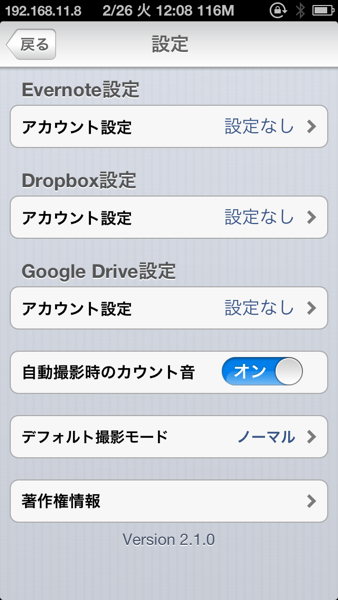 192.168.11.8 2/26 火 12:08 116M
戻る 設定
Evernote設定
アカウント設定 設定なし
Dropbox設定
アカウント設定 設定なし
Google Drive設定
アカウント設定 設定なし
自動撮影時のカウント音 オン
デフォルト撮影モード ノーマル
著作権情報
Version 2.1.0